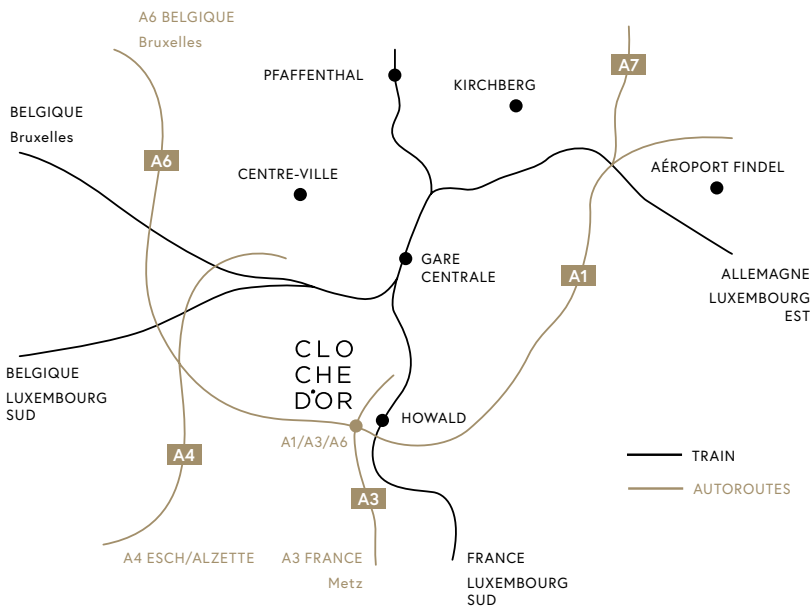 A6 BELGIQUE
Bruxelles
PFAFFENTHAL
A7
KIRCHBERG
BELGIQUE
Bruxelles
A6
CENTRE-VILLE
AÉROPORT FINDEL
GARE
CENTRALE
A1
ALLEMAGNE
LUXEMBOURG
EST
CLO
CHE
D'OR
BELGIQUE
LUXEMBOURG
SUD
HOWALD
A1/A3/A6
A4
TRAIN
AUTOROUTES
A3
A4 ESCH/ALZETTE
A3 FRANCE
Metz
FRANCE
LUXEMBOURG
SUD